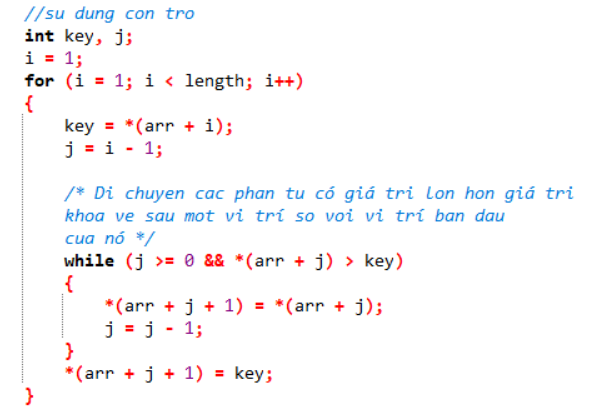 //su dung con tro
int key, j;
i = 1;
for (i = 1; i < length; i++)
{
key = *(arr + i);
j = i - 1;
/* Di chuyen cac phan tu có giá tri lon hon giá tri
khoa ve sau mot vi trí so voi vi trí ban dau
cua nó */
while (j >= 0 && *(arr + j) > key)
{
*(arr + j + 1) = *(arr + j);
j = j - 1;
}
*(arr + j + 1) = key;
}